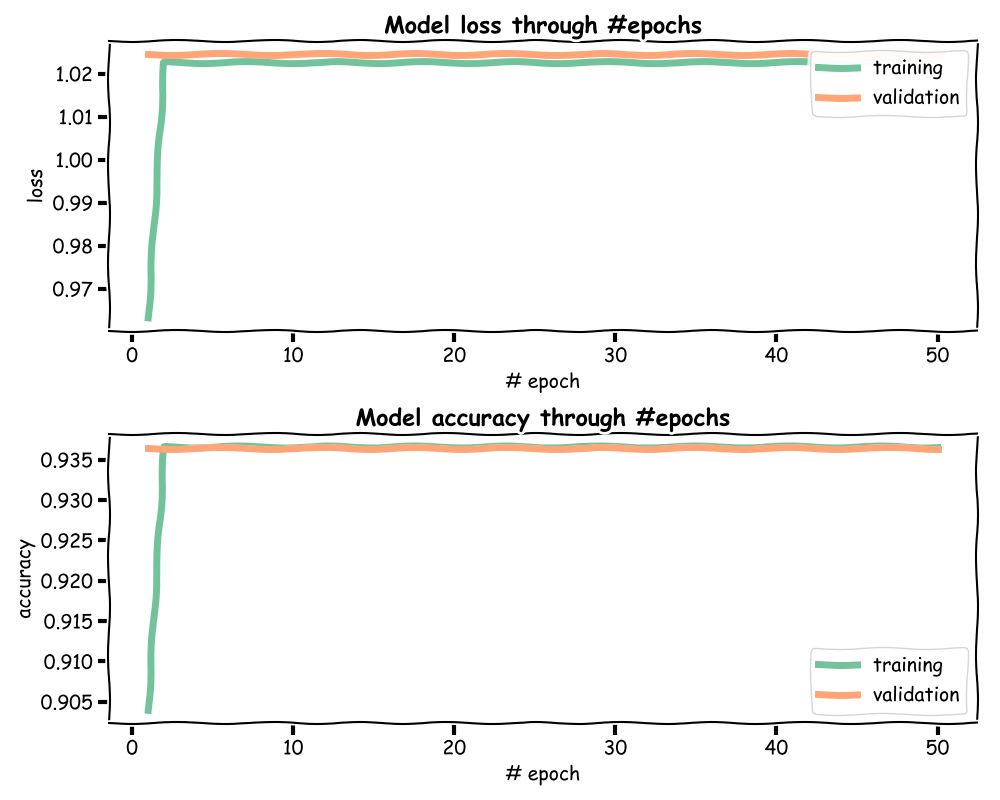 Model loss through #epochs
1.02
1.01
1.00
0.99
0.98
0.97
loss
training
validation
0 10 20 30 40 50
# epoch
Model accuracy through #epochs
0.935
0.930
0.925
0.920
0.915
0.910
0.905
accuracy
training
validation
0 10 20 30 40 50
# epoch